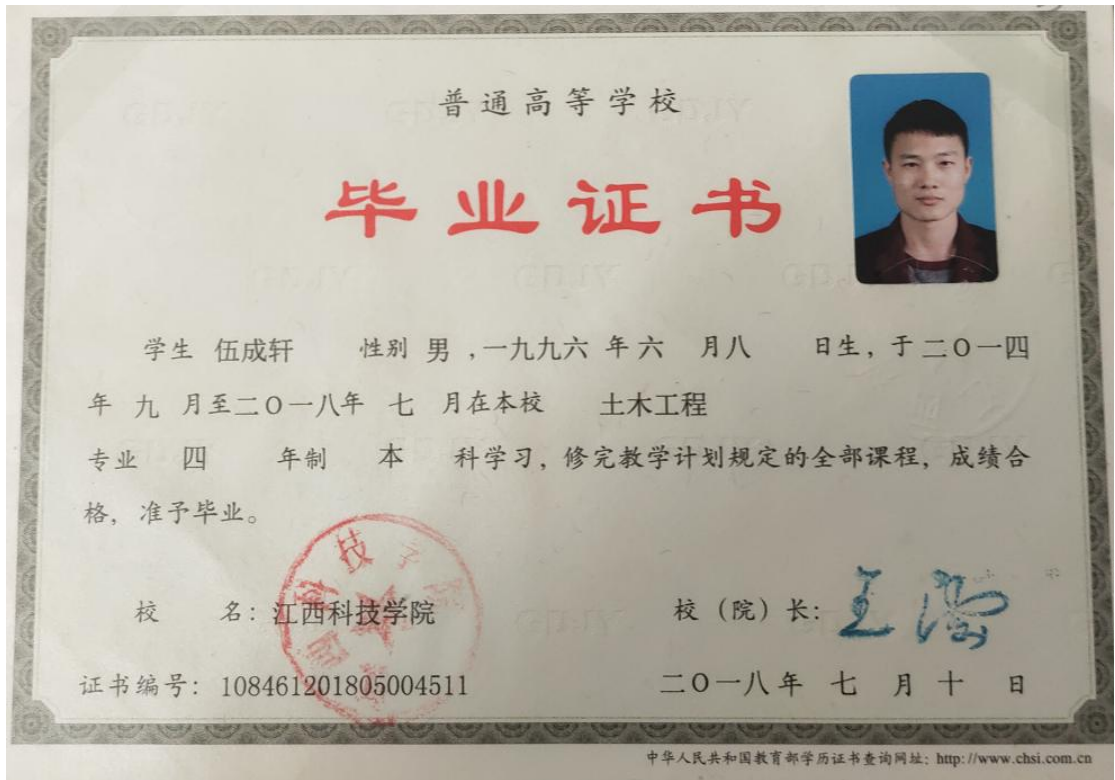 普通高等学校
毕业证书
学生 伍成轩 性别 男 ,一九九六 年 六 月八 日生, 于二〇一四
年 九 月至二〇一八年 七 月在本校 土木工程
专业 四 年制 本 科学习, 修完教学计划规定的全部课程, 成绩合
格, 准予毕业。
校 名: 江西科技学院 校 (院) 长:
证书编号: 108461201805004511 二〇一八年 七 月 十 日
中华人民共和国教育部学历证书查询网址: http://www.chsi.com.cn